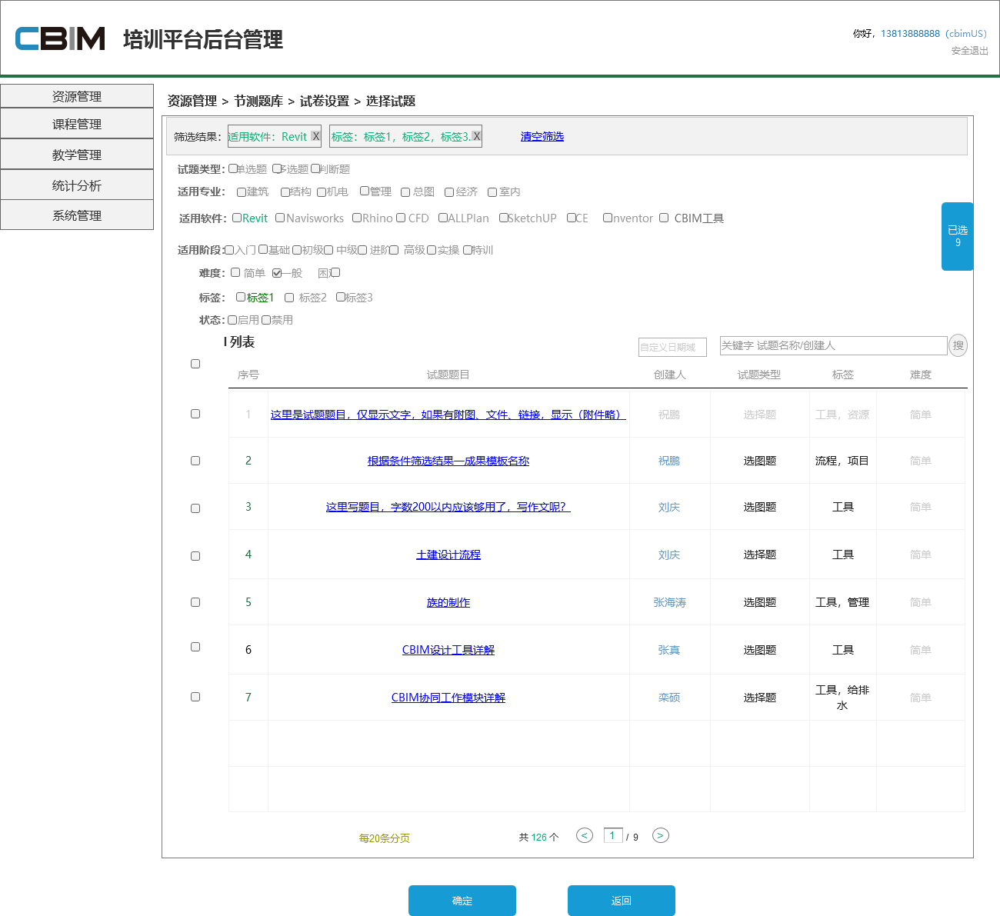 CBIM 培训平台后台管理
你好，13813888888（cbimUS）
安全退出
资源管理
课程管理
教学管理
统计分析
系统管理
资源管理 > 节测题库 > 试卷设置 > 选择试题
筛选结果： 适用软件：Revit X 标签：标签1，标签2，标签3. X 清空筛选
试题类型： 单选题 多选题 判断题
适用专业： 建筑 结构 机电 管理 总图 经济 室内
适用软件： Revit Navisworks Rhino CFD ALLPlan SketchUP CE nventor CBIM工具
已选
9
适用阶段： 入门 基础 初级 中级 进阶 高级 实操 特训
难度： 简单 一般 困
标签： 标签1 标签2 标签3
状态： 启用 禁用
I 列表
自定义日期域 关键字 试题名称/创建人 搜
序号 试题题目 创建人 试题类型 标签 难度
1 这里是试题题目，仅显示文字，如果有附图、文件、链接，显示（附件略） 祝鹏 选择题 工具，资源 简单
2 根据条件筛选结果—成果模板名称 祝鹏 选图题 流程，项目 简单
3 这里写题目，字数200以内应该够用了，写作文呢？ 刘庆 选图题 工具 简单
4 土建设计流程 刘庆 选择题 工具 简单
5 族的制作 张海涛 选图题 工具，管理 简单
6 CBIM设计工具详解 张真 选图题 工具 简单
7 CBIM协同工作模块详解 栾硕 选择题 工具，给排
水 简单
每20条分页 共 126 个 < 1 / 9 >
确定 返回